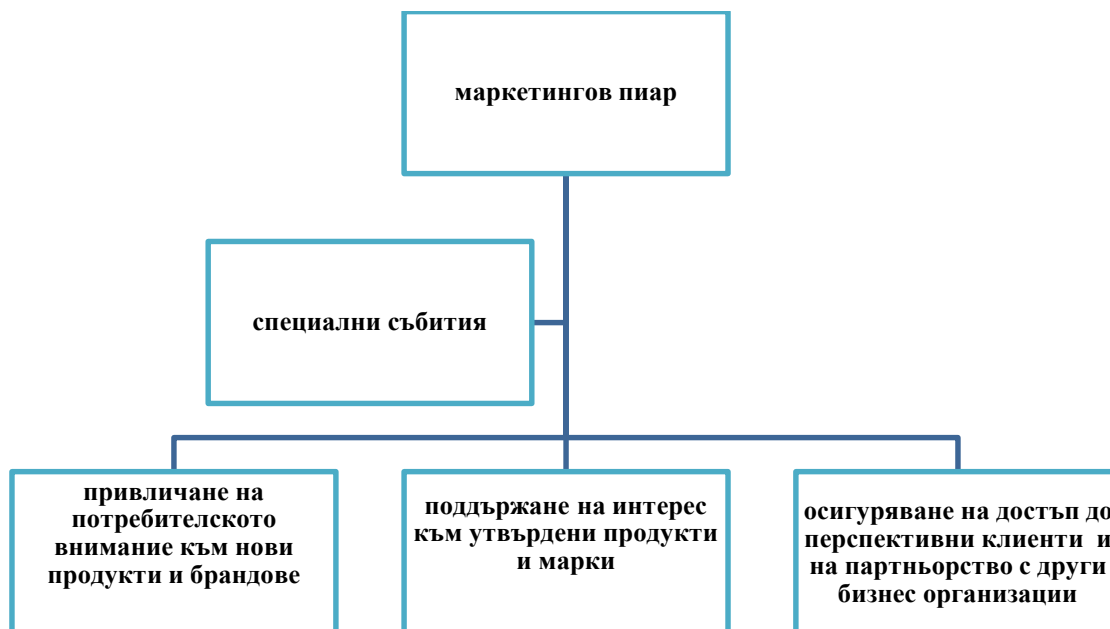 маркетингов пиар
специални събития
привличане на
потребителското
внимание към нови
продукти и брандове
поддържане на интерес
към утвърдени продукти
и марки
осигуряване на достъп до
перспективни клиенти и
на партньорство с други
бизнес организации